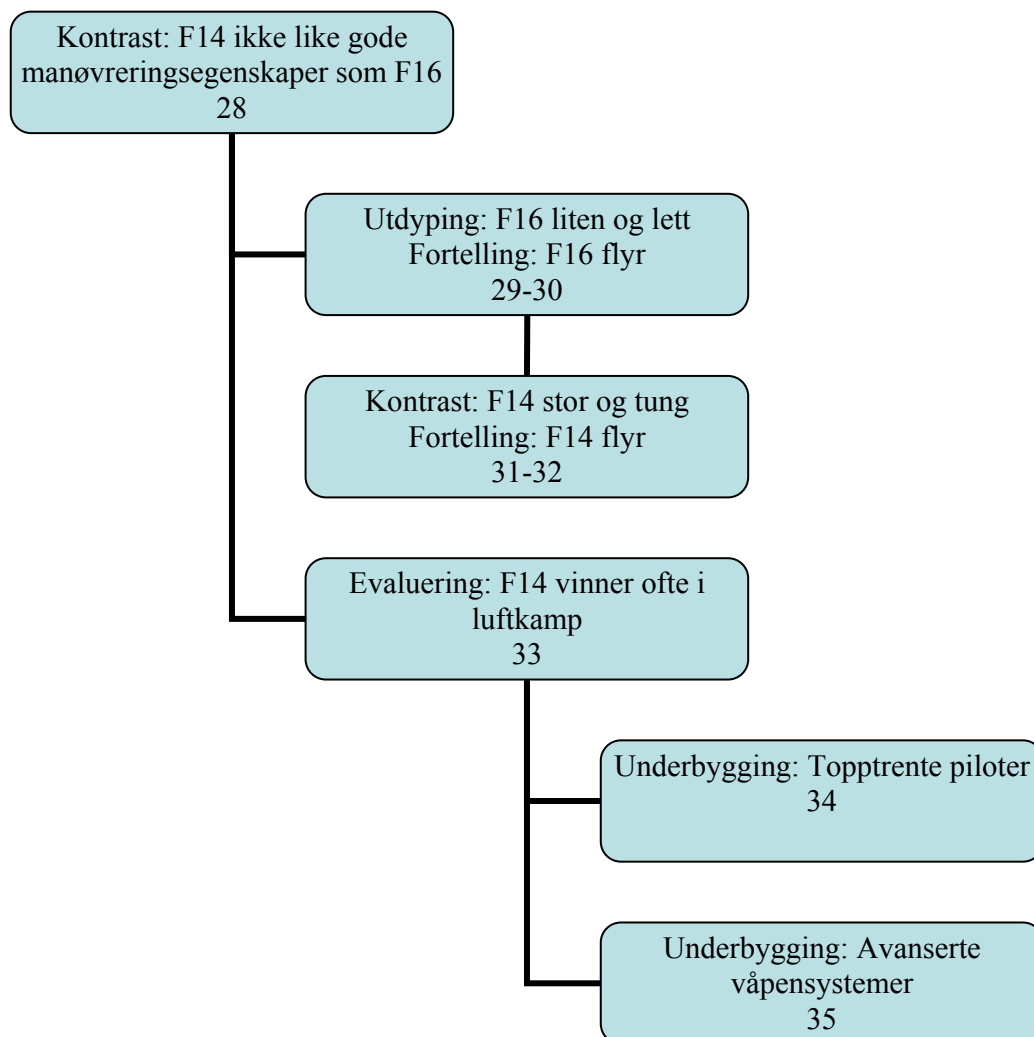 Kontrast: F14 ikke like gode
manøvreringsegenskaper som F16
28
Utdyping: F16 liten og lett
Fortelling: F16 flyr
29-30
Kontrast: F14 stor og tung
Fortelling: F14 flyr
31-32
Evaluering: F14 vinner ofte i
luftkamp
33
Underbygging: Topptrente piloter
34
Underbygging: Avanserte
våpensystemer
35